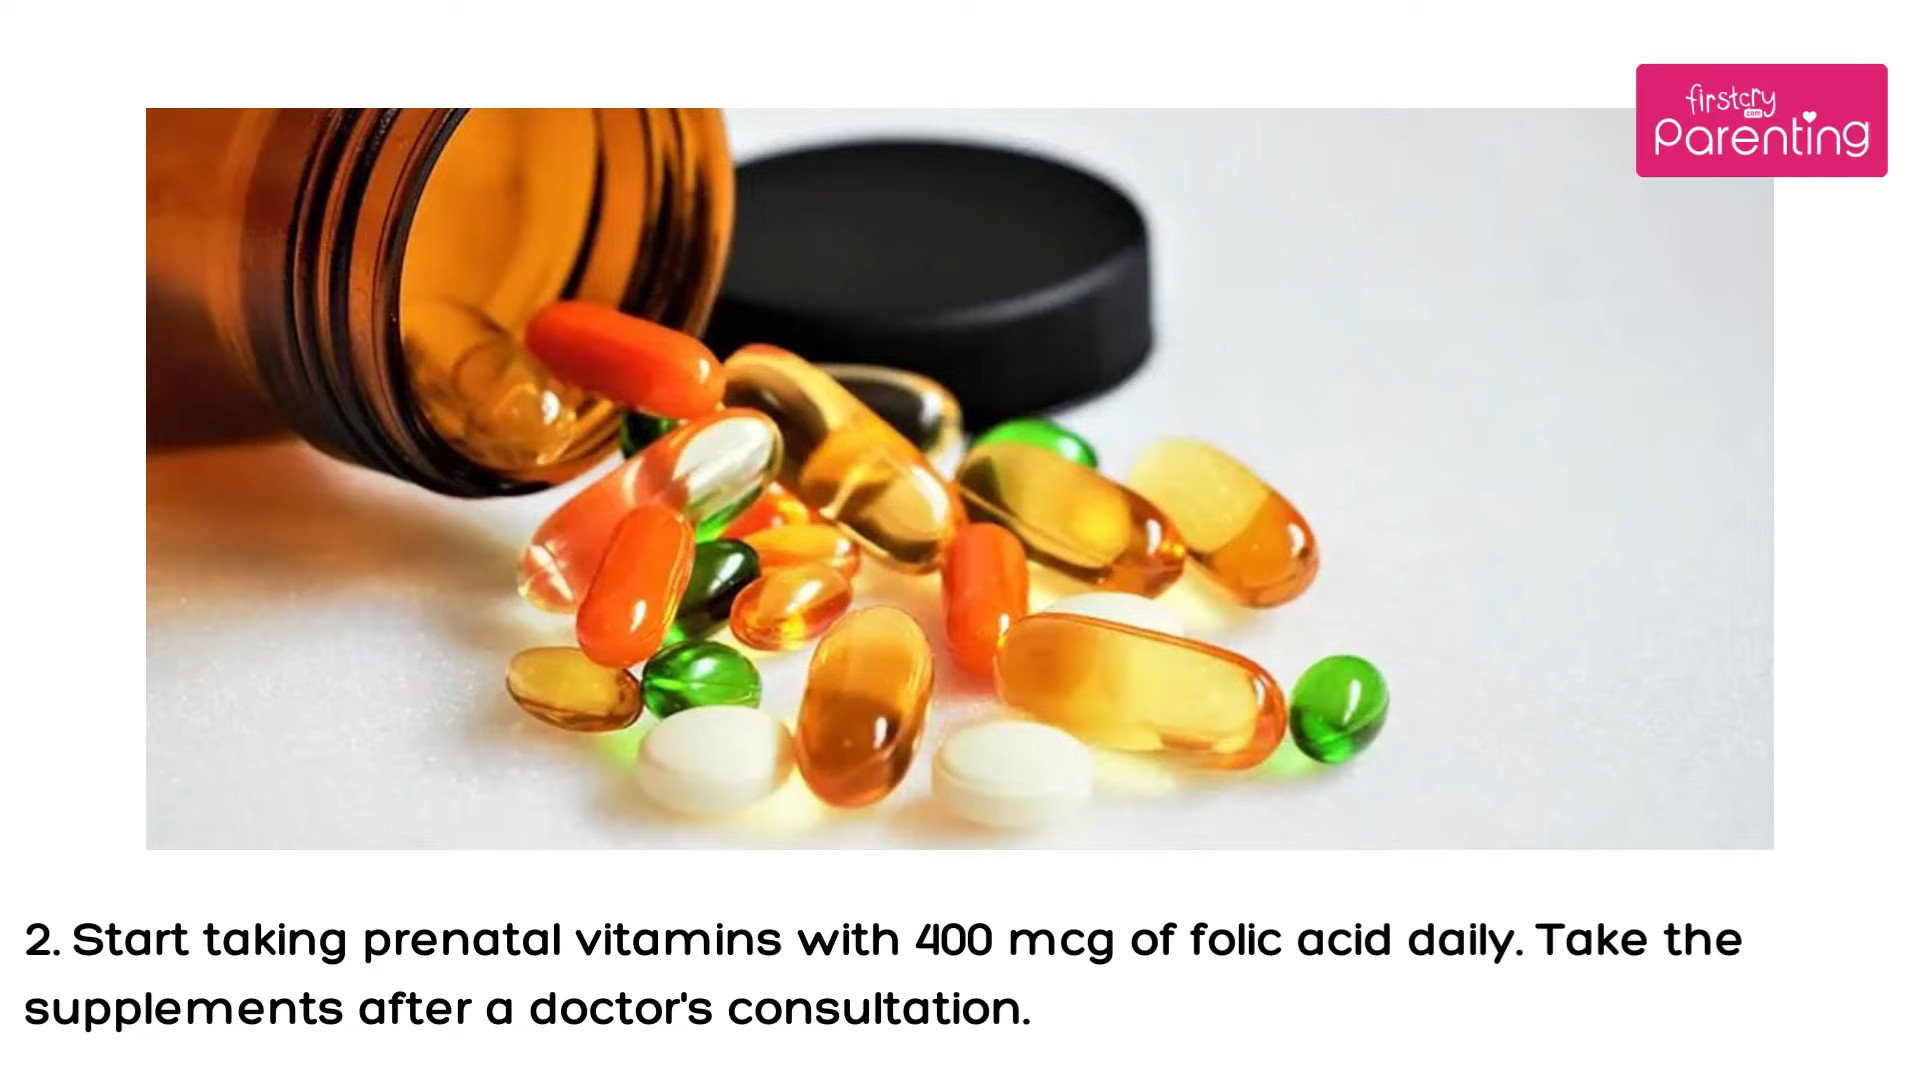 firstcry
.com
Parenting
2. Start taking prenatal vitamins with 400 mcg of folic acid daily. Take the
supplements after a doctor's consultation.